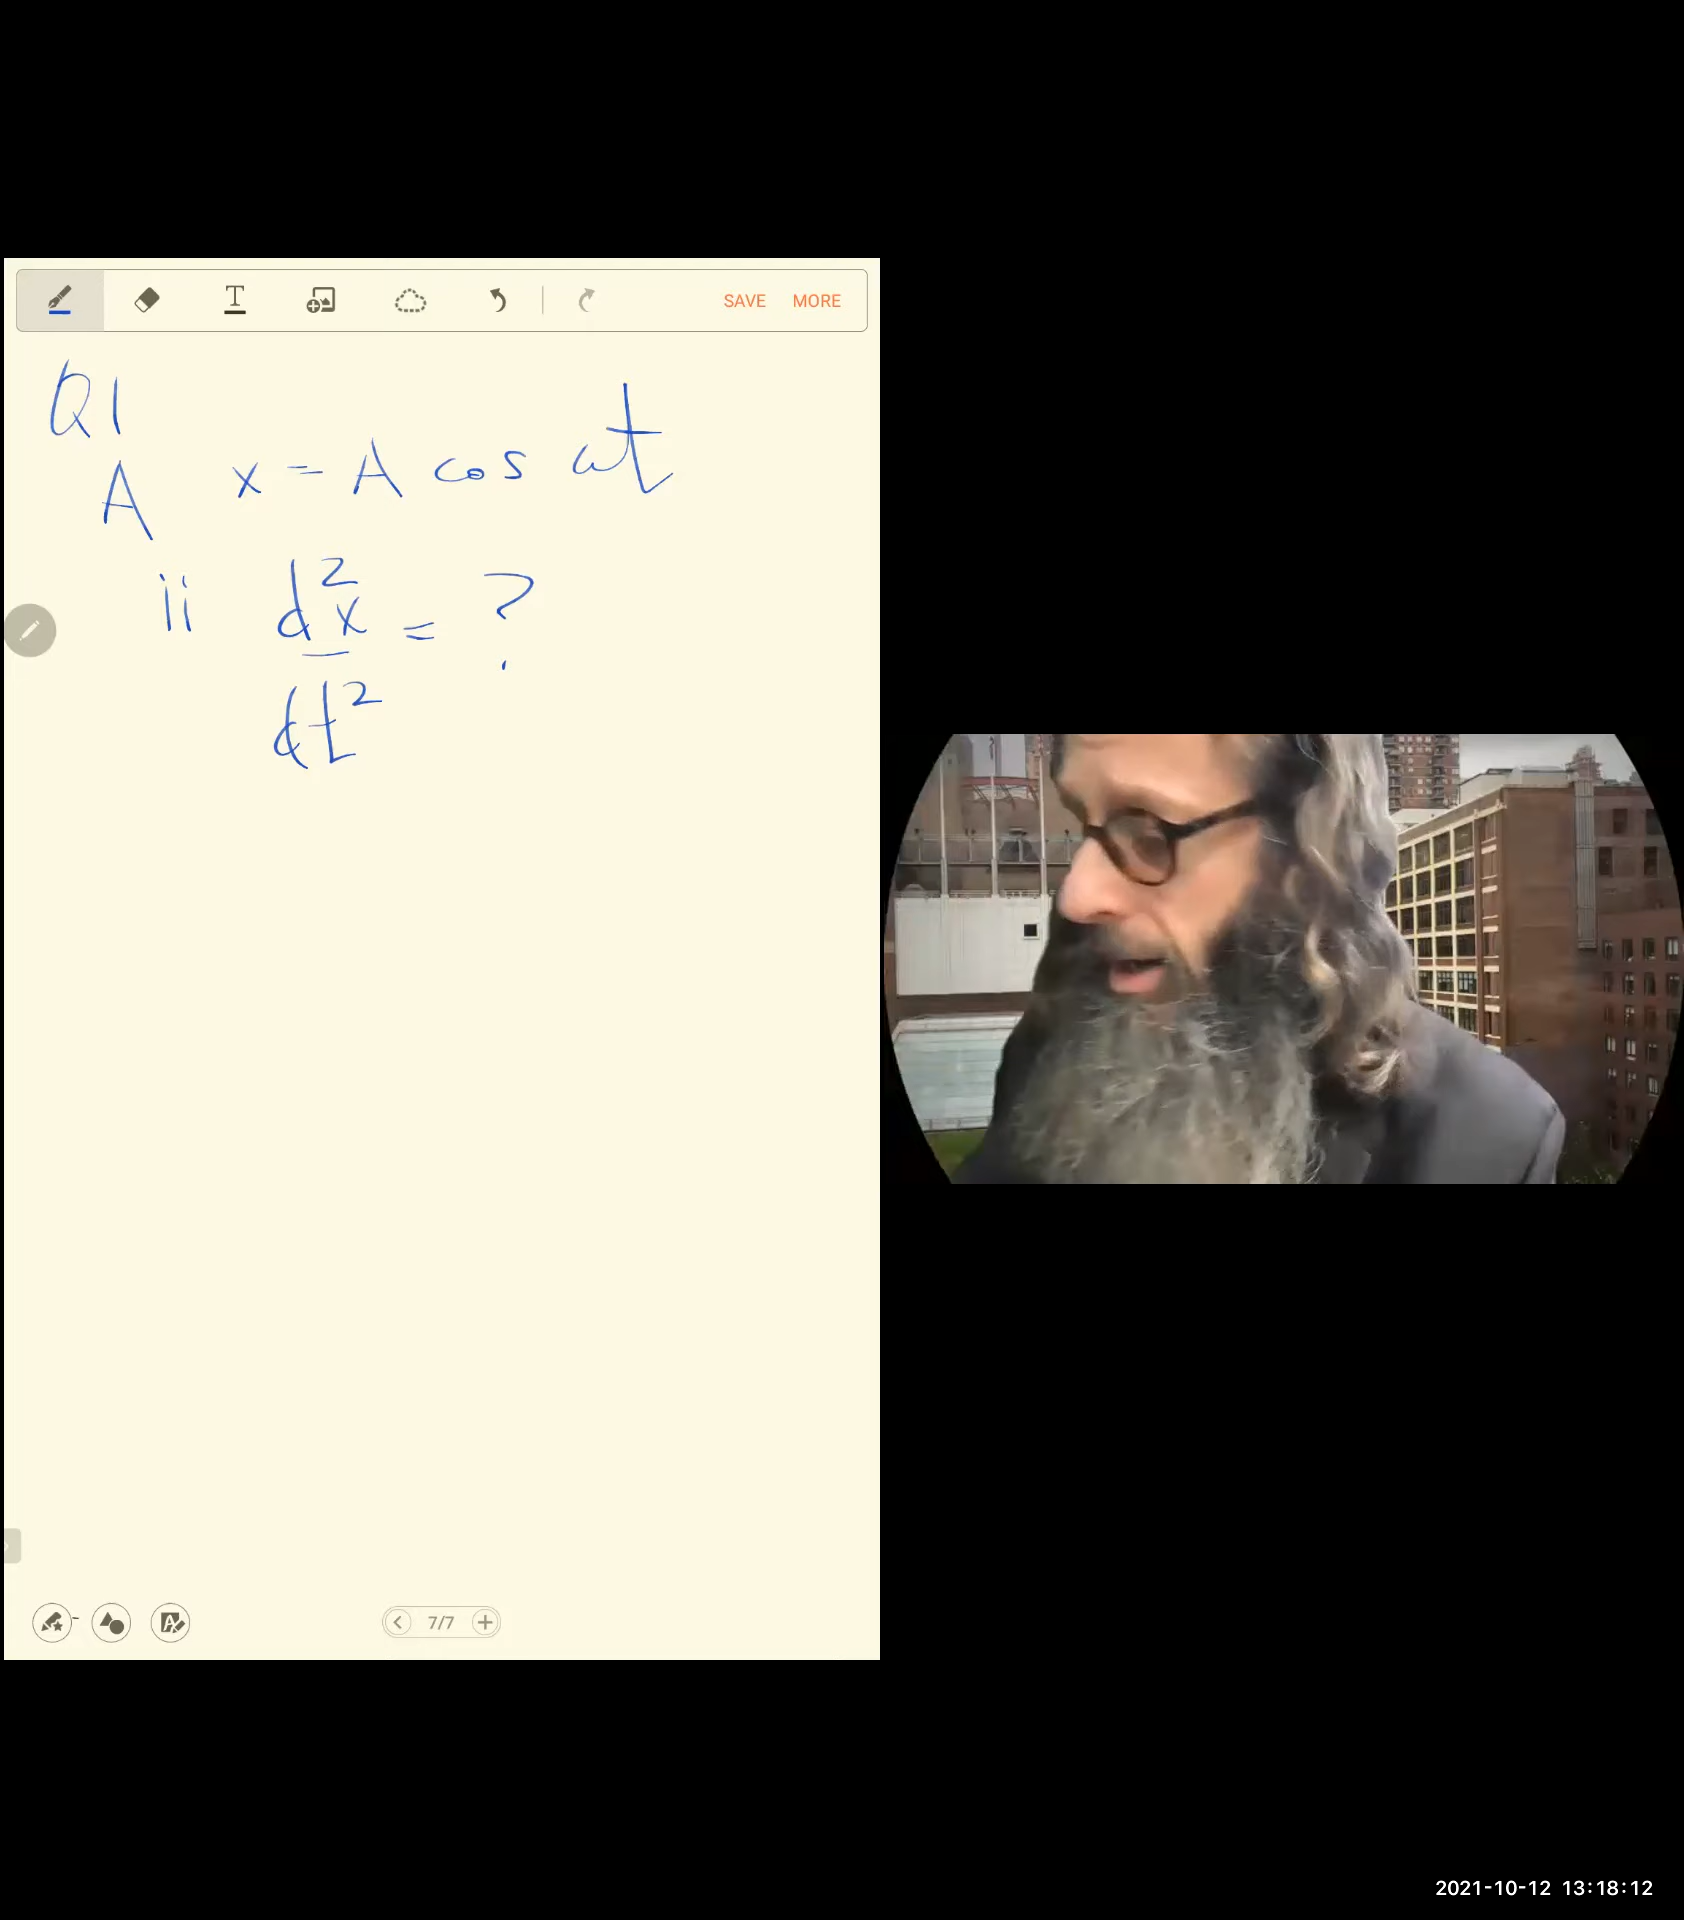 T SAVE MORE
Q1
A x = A cos ωt
ii d²x = ?
dt²
A 7/7
2021-10-12 13:18:12